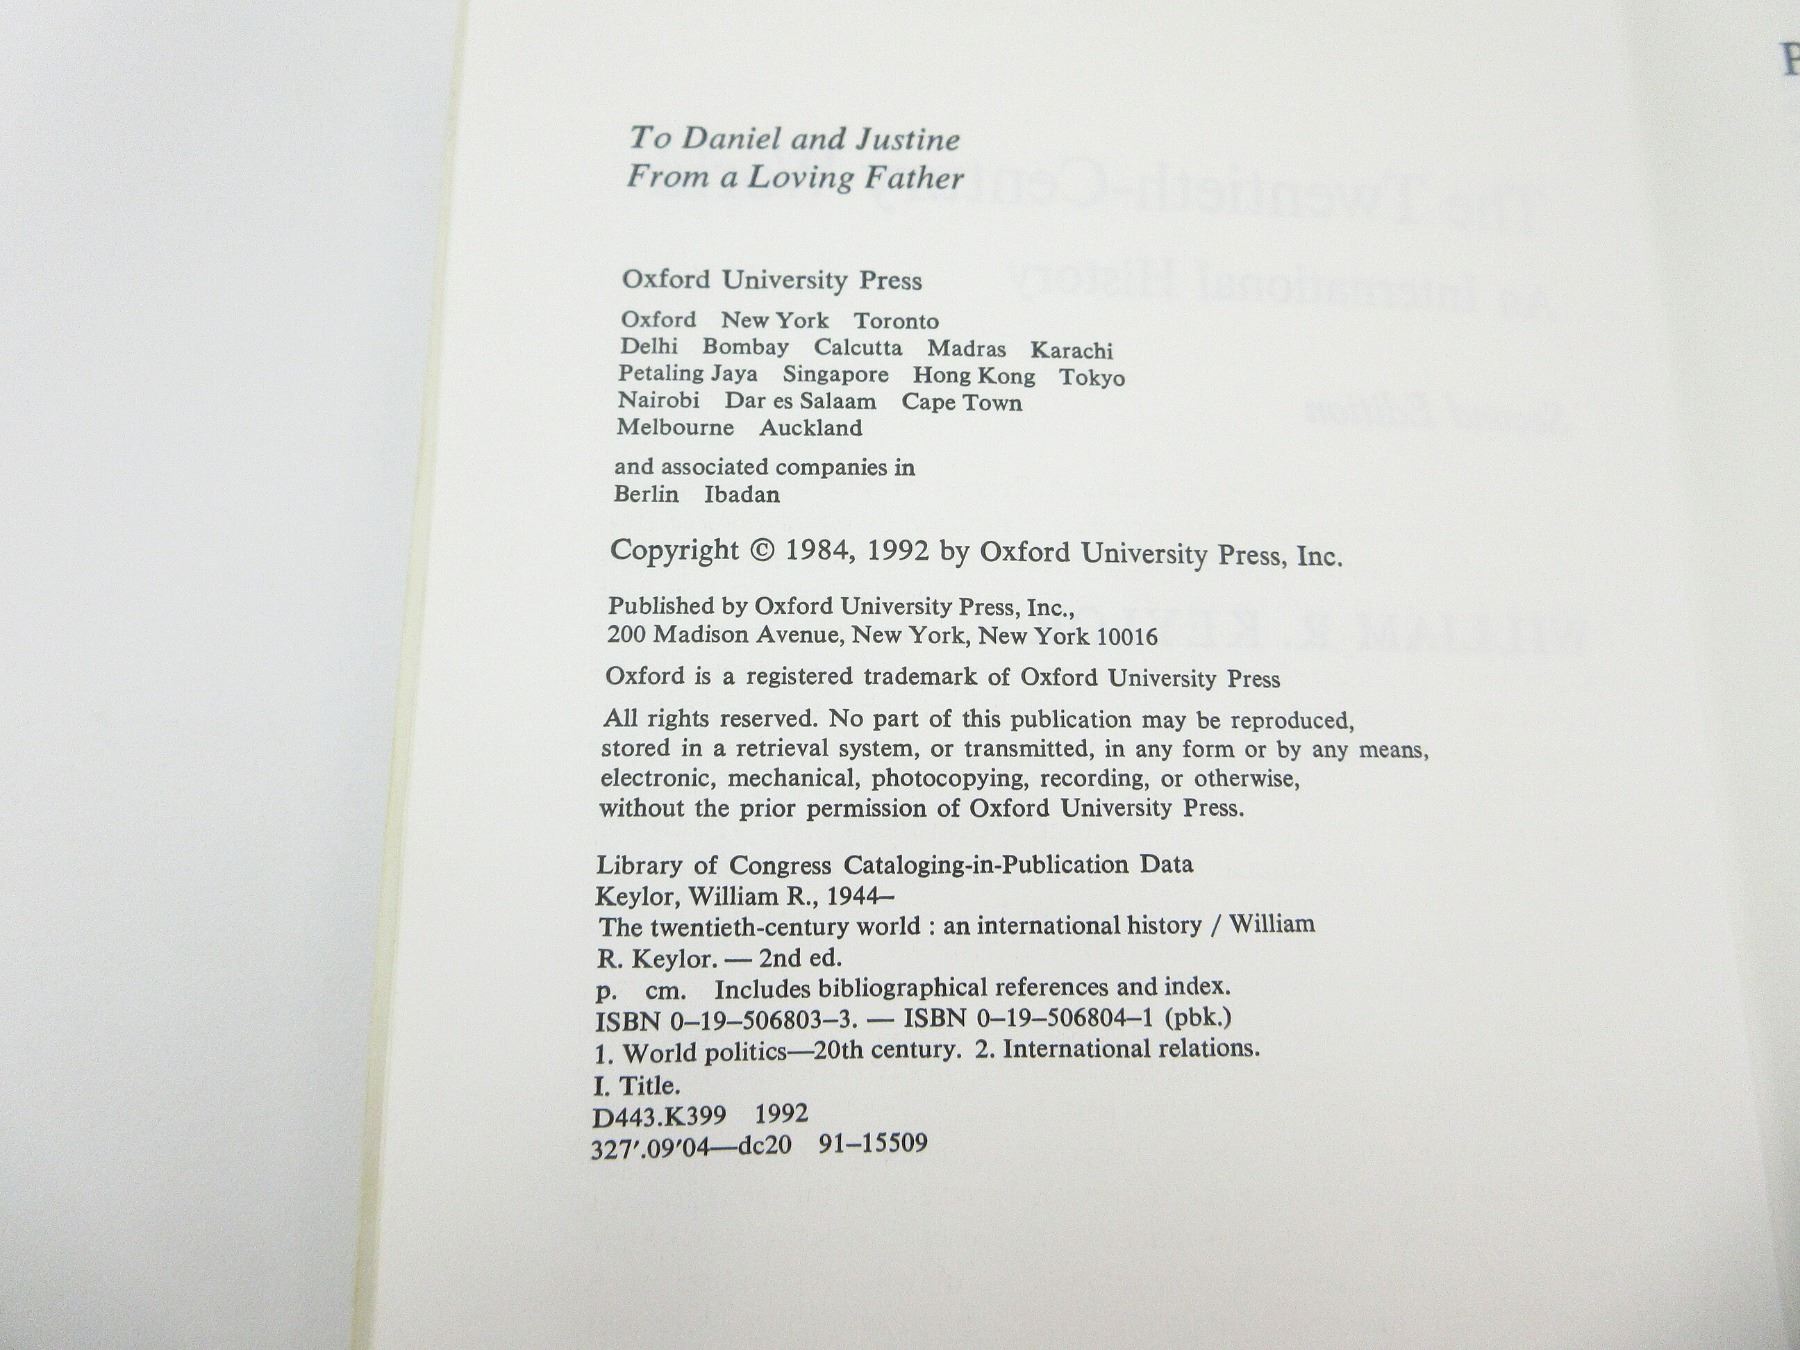 To Daniel and Justine
From a Loving Father
Oxford University Press
Oxford New York Toronto
Delhi Bombay Calcutta Madras Karachi
Petaling Jaya Singapore Hong Kong Tokyo
Nairobi Dar es Salaam Cape Town
Melbourne Auckland
and associated companies in
Berlin Ibadan
Copyright © 1984, 1992 by Oxford University Press, Inc.
Published by Oxford University Press, Inc.,
200 Madison Avenue, New York, New York 10016
Oxford is a registered trademark of Oxford University Press
All rights reserved. No part of this publication may be reproduced,
stored in a retrieval system, or transmitted, in any form or by any means,
electronic, mechanical, photocopying, recording, or otherwise,
without the prior permission of Oxford University Press.
Library of Congress Cataloging-in-Publication Data
Keylor, William R., 1944–
The twentieth-century world : an international history / William
R. Keylor. — 2nd ed.
p. cm. Includes bibliographical references and index.
ISBN 0–19–506803–3. — ISBN 0–19–506804–1 (pbk.)
1. World politics—20th century. 2. International relations.
I. Title.
D443.K399 1992
327′.09′04—dc20 91–15509